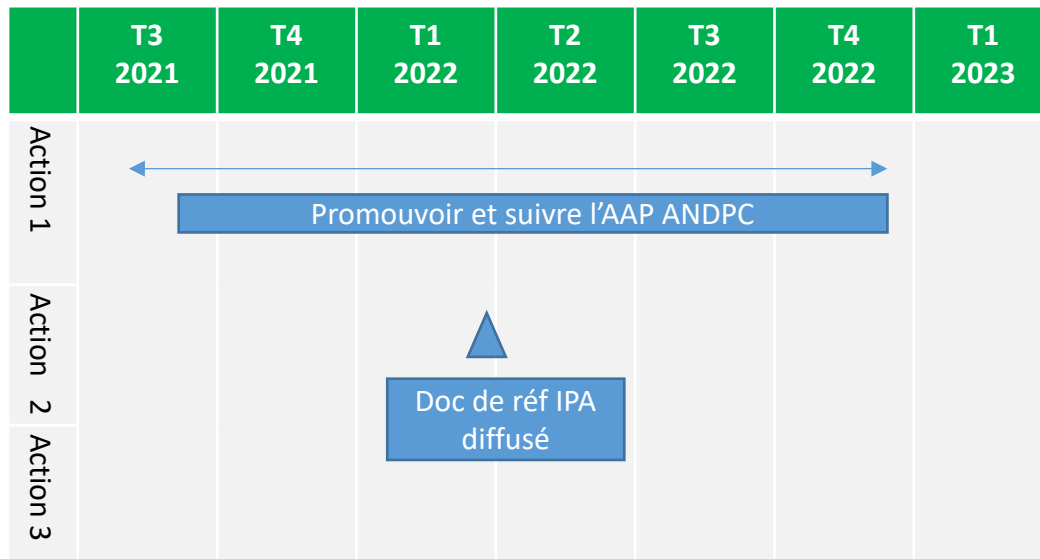 T3
2021
T4
2021
T1
2022
T2
2022
T3
2022
T4
2022
T1
2023
Action 1
Promouvoir et suivre l’AAP ANDPC
Action 2
Doc de réf IPA
diffusé
Action 3